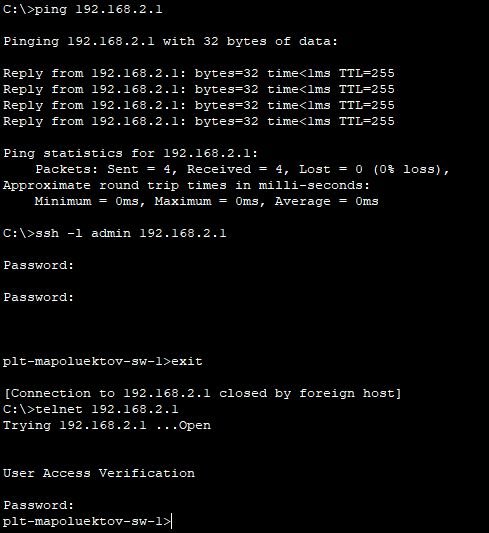 C:\>ping 192.168.2.1
Pinging 192.168.2.1 with 32 bytes of data:
Reply from 192.168.2.1: bytes=32 time<1ms TTL=255
Reply from 192.168.2.1: bytes=32 time<1ms TTL=255
Reply from 192.168.2.1: bytes=32 time<1ms TTL=255
Reply from 192.168.2.1: bytes=32 time<1ms TTL=255
Ping statistics for 192.168.2.1:
Packets: Sent = 4, Received = 4, Lost = 0 (0% loss),
Approximate round trip times in milli-seconds:
Minimum = 0ms, Maximum = 0ms, Average = 0ms
C:\>ssh -l admin 192.168.2.1
Password:
Password:
plt-mapoluektov-sw-1>exit
[Connection to 192.168.2.1 closed by foreign host]
C:\>telnet 192.168.2.1
Trying 192.168.2.1 ...Open
User Access Verification
Password:
plt-mapoluektov-sw-1>